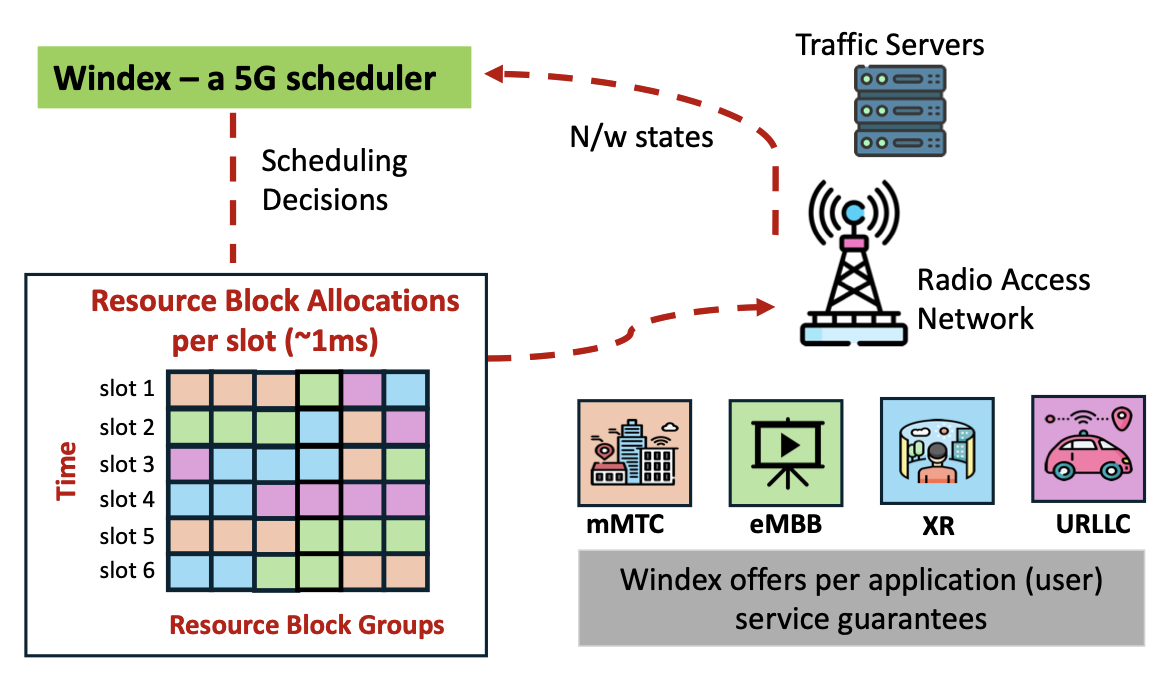 Windex – a 5G scheduler
Traffic Servers
N/w states
Scheduling
Decisions
Radio Access
Network
Resource Block Allocations
per slot (~1ms)
Time
slot 1
slot 2
slot 3
slot 4
slot 5
slot 6
Resource Block Groups
mMTC
eMBB
XR
URLLC
Windex offers per application (user)
service guarantees